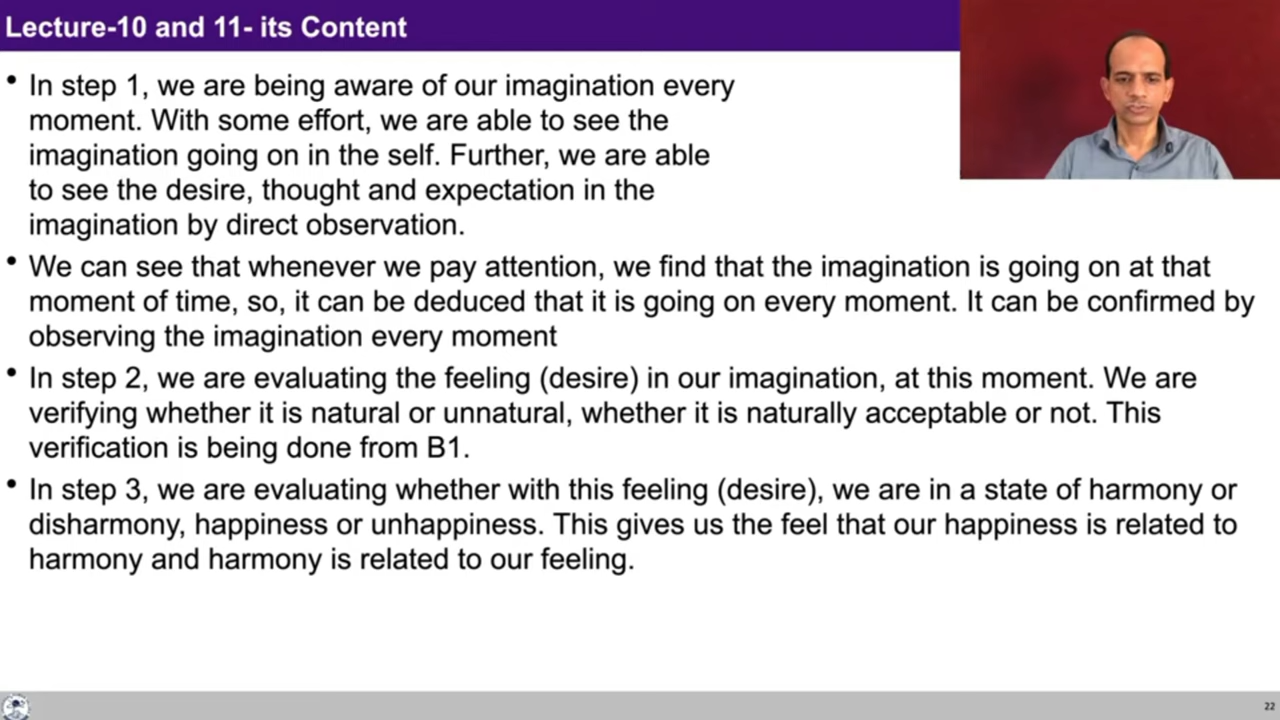 Lecture-10 and 11- its Content
• In step 1, we are being aware of our imagination every
moment. With some effort, we are able to see the
imagination going on in the self. Further, we are able
to see the desire, thought and expectation in the
imagination by direct observation.
• We can see that whenever we pay attention, we find that the imagination is going on at that
moment of time, so, it can be deduced that it is going on every moment. It can be confirmed by
observing the imagination every moment
• In step 2, we are evaluating the feeling (desire) in our imagination, at this moment. We are
verifying whether it is natural or unnatural, whether it is naturally acceptable or not. This
verification is being done from B1.
• In step 3, we are evaluating whether with this feeling (desire), we are in a state of harmony or
disharmony, happiness or unhappiness. This gives us the feel that our happiness is related to
harmony and harmony is related to our feeling.
22